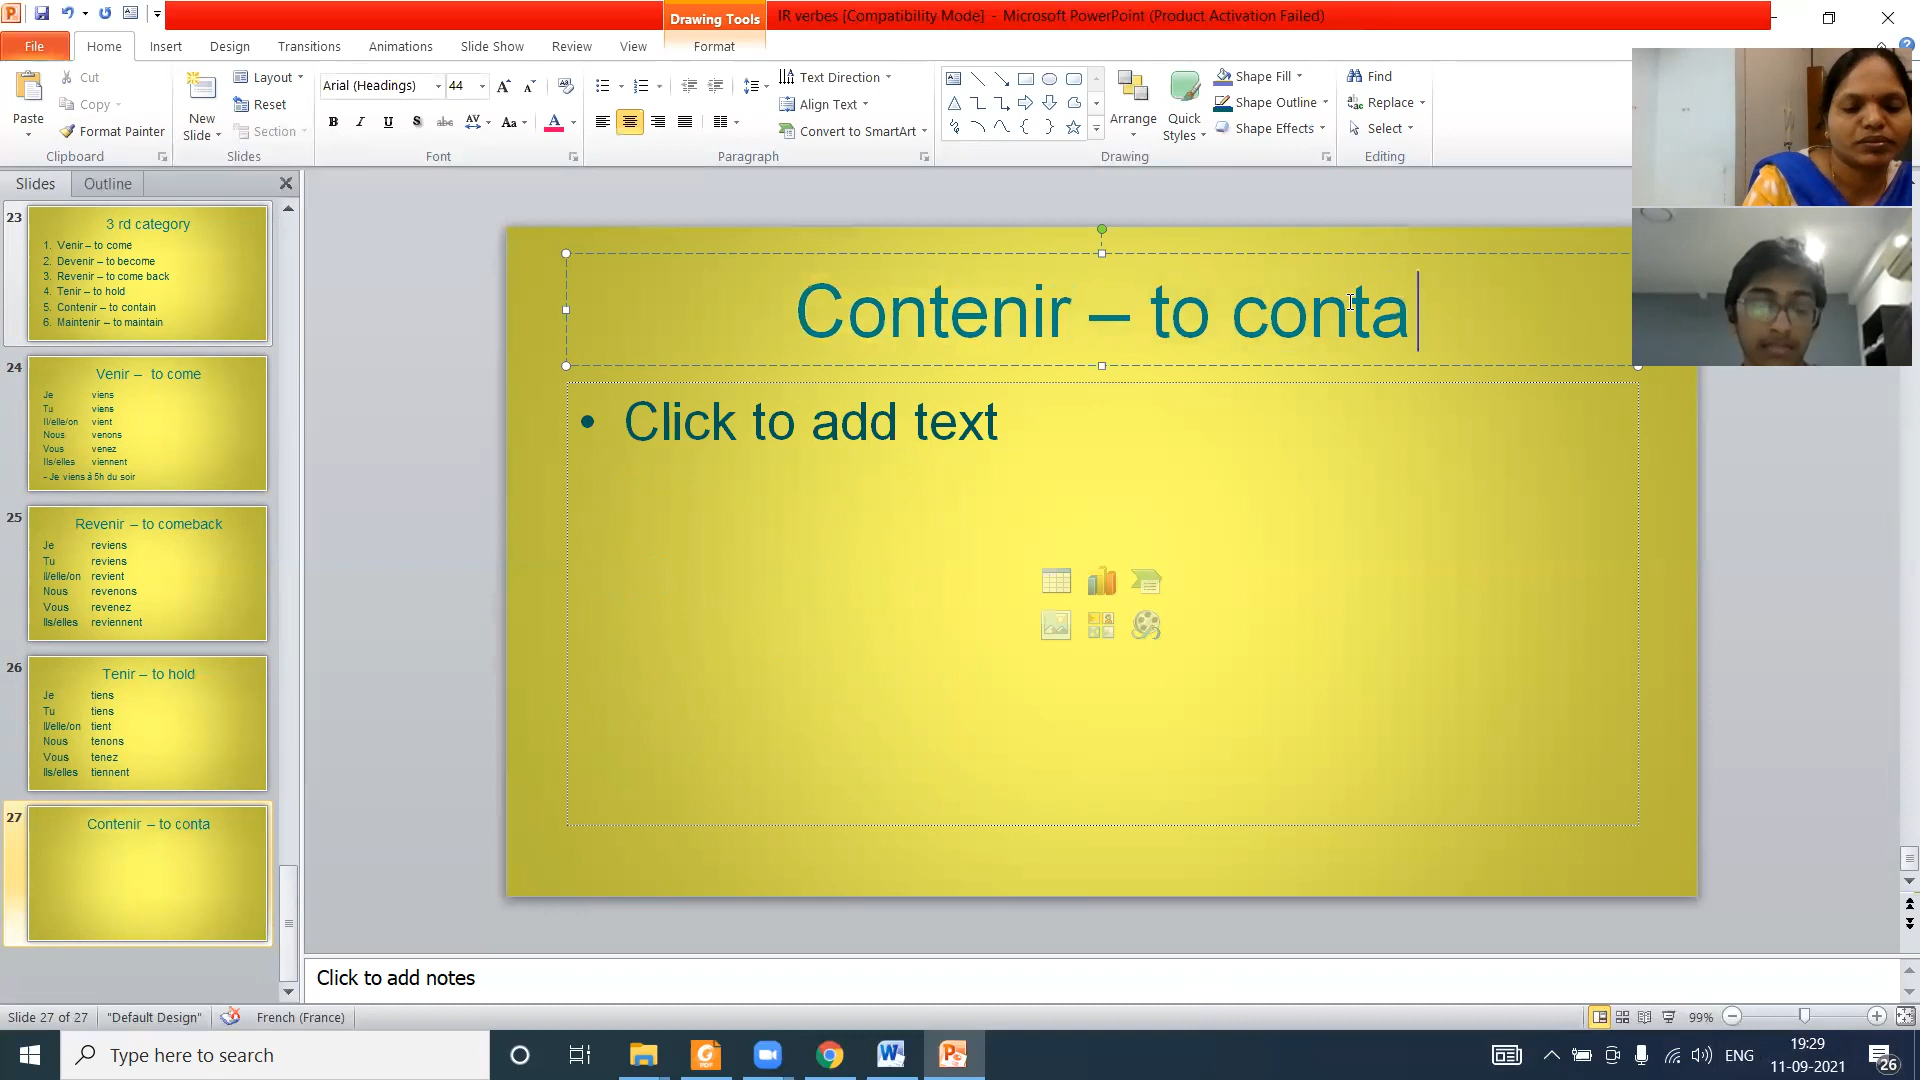 IR verbes [Compatibility Mode] - Microsoft PowerPoint (Product Activation Failed)
Drawing Tools
File Home Insert Design Transitions Animations Slide Show Review View Format
Paste
Cut
Copy
Format Painter
Clipboard
New Slide
Layout
Reset
Section
Slides
Arial (Headings) 44
B I U S abc AV Aa A
Font
Text Direction
Align Text
Convert to SmartArt
Paragraph
Arrange
Quick Styles
Shape Fill
Shape Outline
Shape Effects
Drawing
Find
Replace
Select
Editing
Slides Outline
23
3 rd category
1. Venir – to come
2. Devenir – to become
3. Revenir – to come back
4. Tenir – to hold
5. Contenir – to contain
6. Maintenir – to maintain
24
Venir – to come
Je viens
Tu viens
Il/elle/on vient
Nous venons
Vous venez
Ils/elles viennent
- Je viens à 5h du soir
25
Revenir – to comeback
Je reviens
Tu reviens
Il/elle/on revient
Nous revenons
Vous revenez
Ils/elles reviennent
26
Tenir – to hold
Je tiens
Tu tiens
Il/elle/on tient
Nous tenons
Vous tenez
Ils/elles tiennent
27
Contenir – to conta
Contenir – to conta
• Click to add text
Click to add notes
Slide 27 of 27 "Default Design" French (France) 99%
Type here to search
ENG
19:29
11-09-2021
26